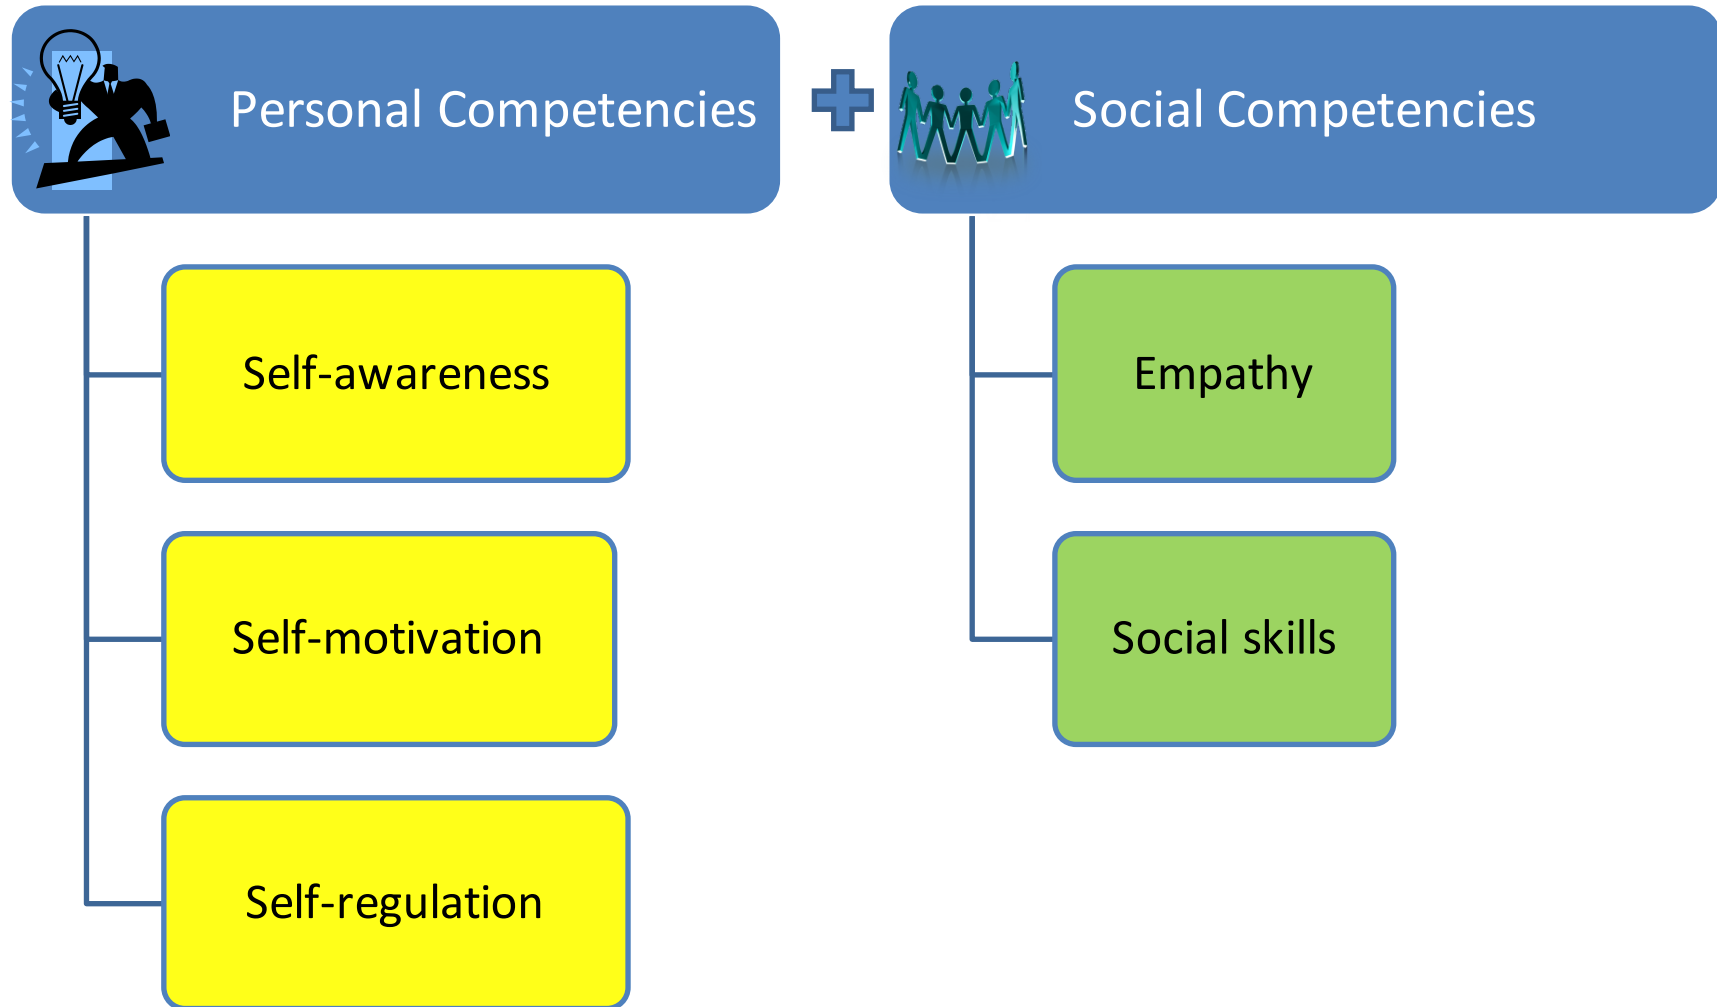 Personal Competencies
Social Competencies
Self-awareness
Empathy
Self-motivation
Social skills
Self-regulation